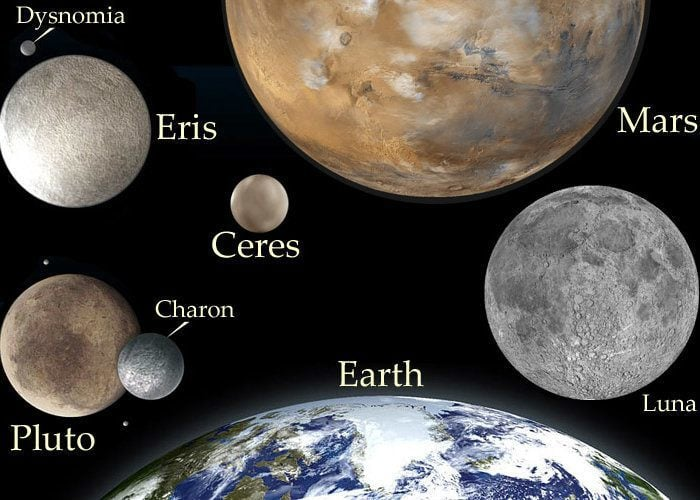 Dysnomia
Eris
Mars
Ceres
Charon
Earth
Luna
Pluto